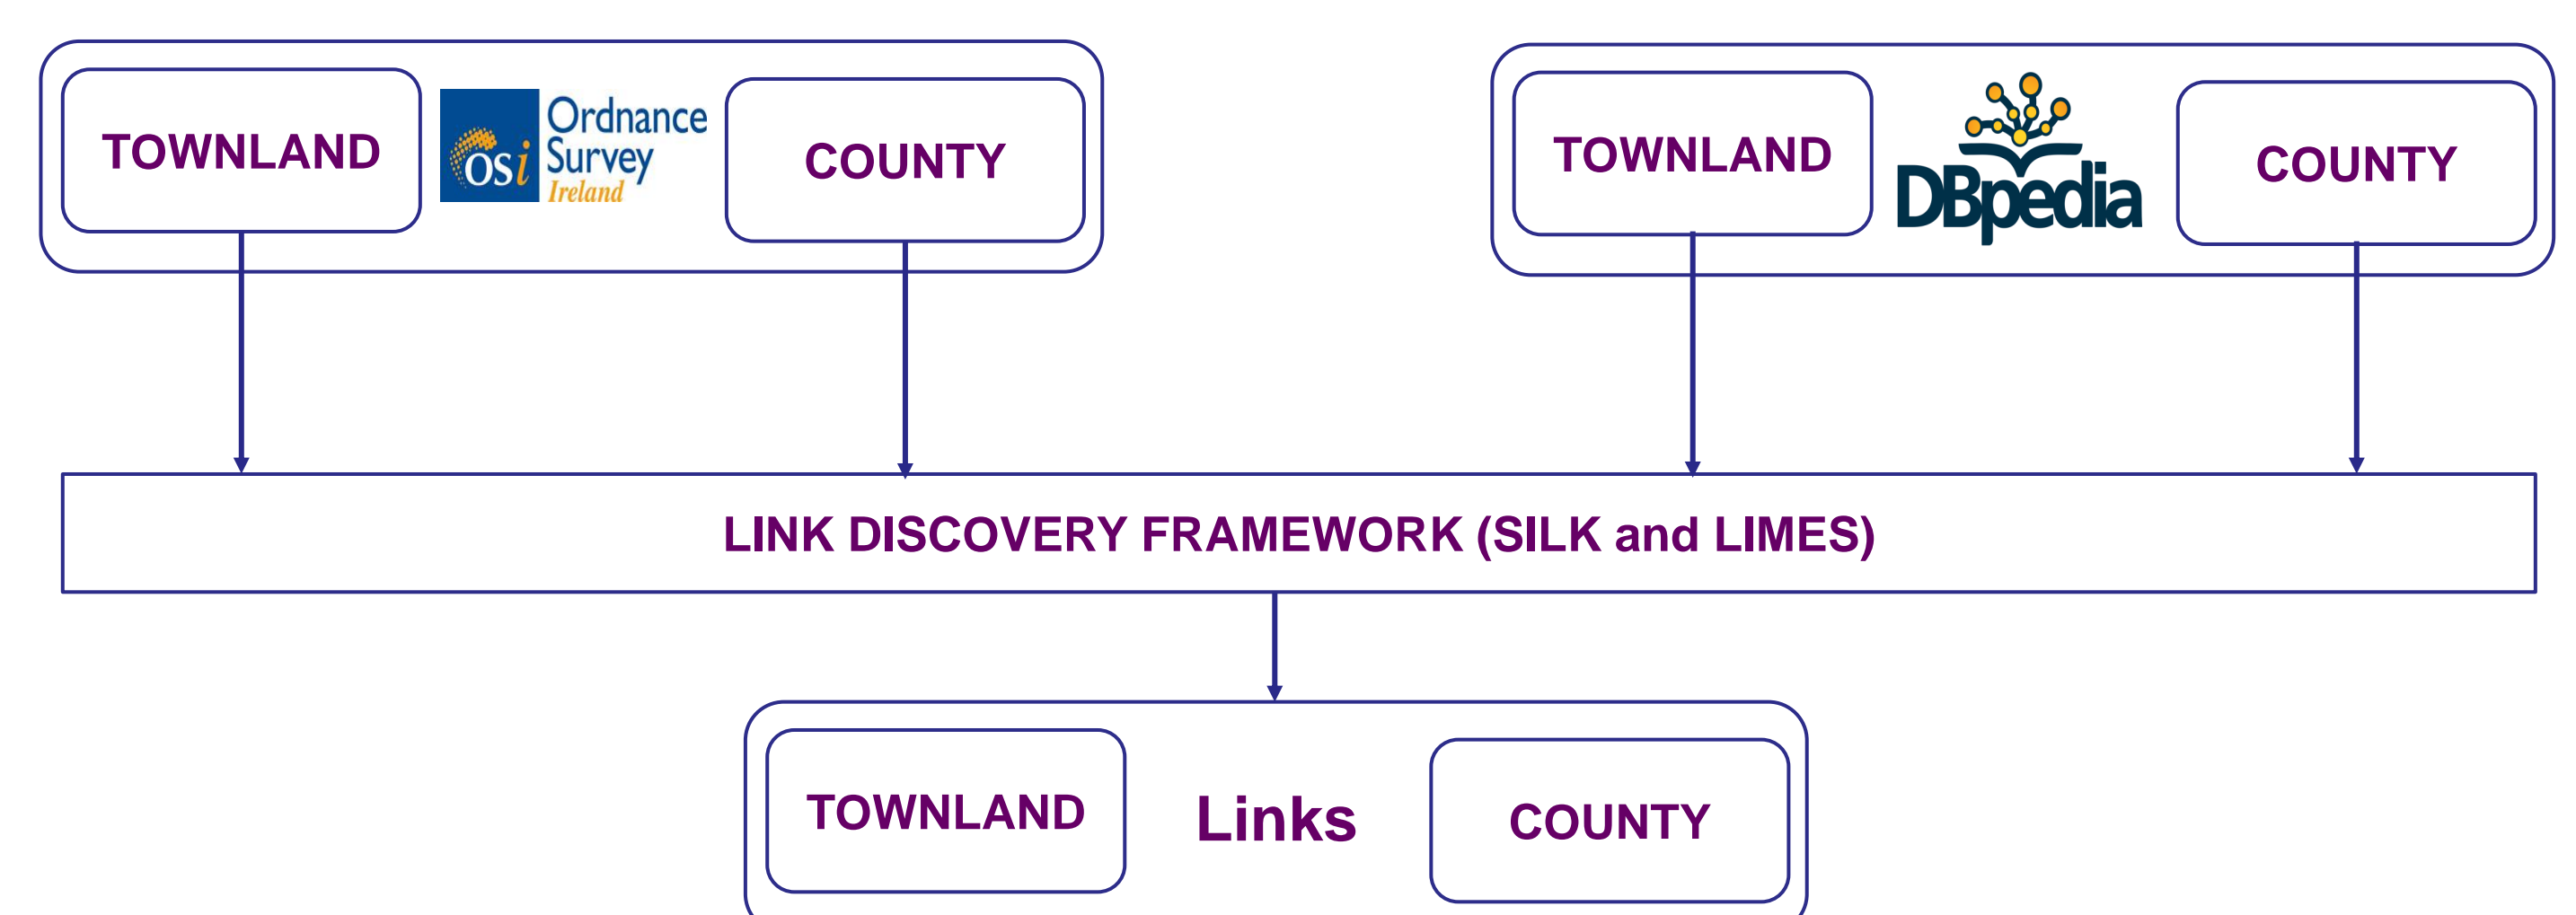 TOWNLAND
osi
Ordnance
Survey
Ireland
COUNTY
TOWNLAND
DBpedia
COUNTY
LINK DISCOVERY FRAMEWORK (SILK and LIMES)
TOWNLAND
Links
COUNTY